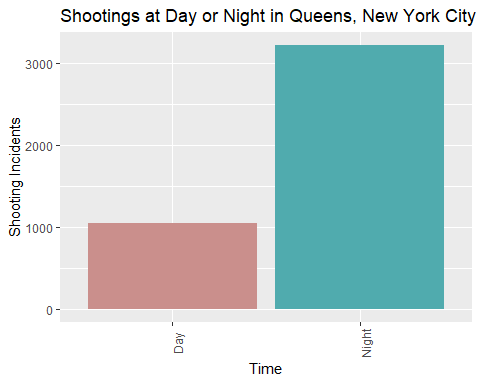 Shootings at Day or Night in Queens, New York City
Shooting Incidents
3000
2000
1000
0
Day
Night
Time